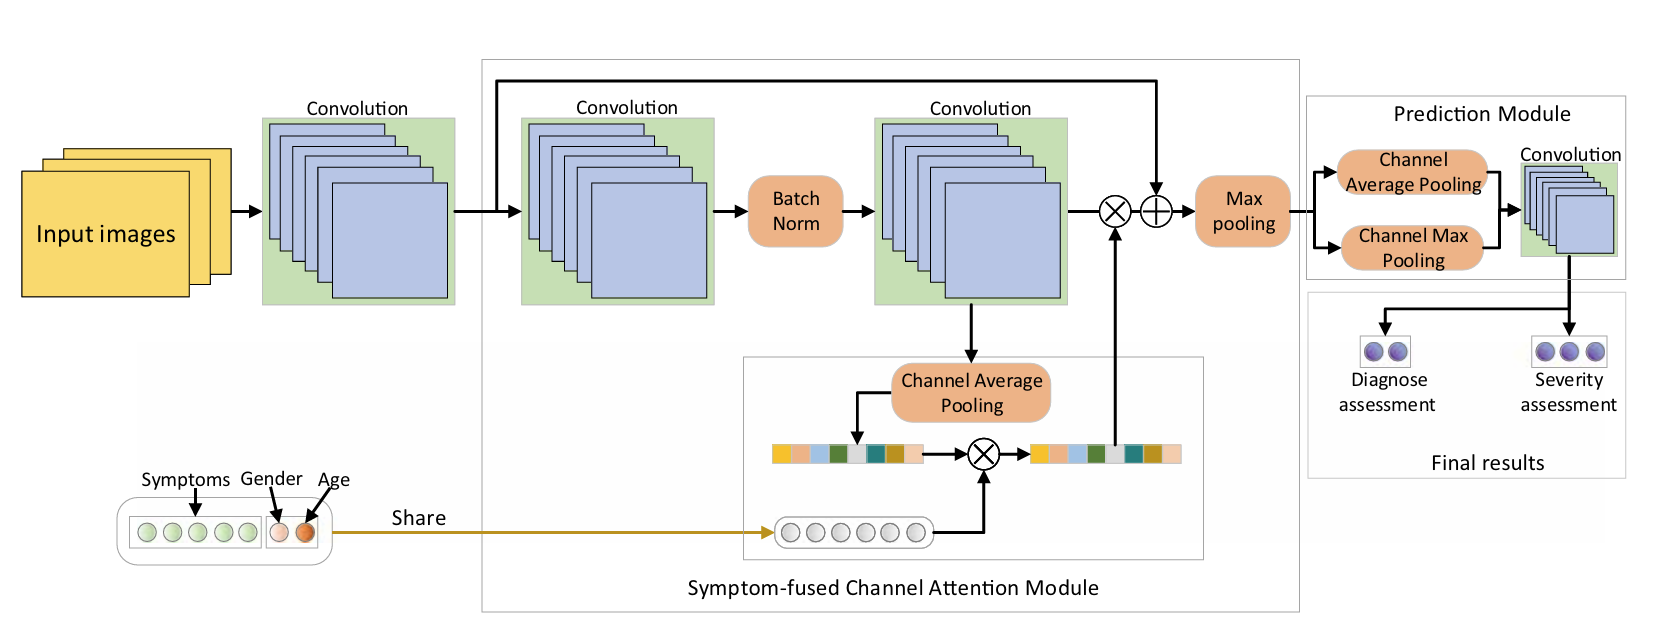 Convolution
Convolution
Convolution
Prediction Module
Input images
Batch
Norm
Max
pooling
Channel
Average Pooling
Convolution
Channel Max
Pooling
Channel Average
Pooling
Diagnose
assessment
Severity
assessment
Final results
Symptoms
Gender
Age
Share
Symptom-fused Channel Attention Module